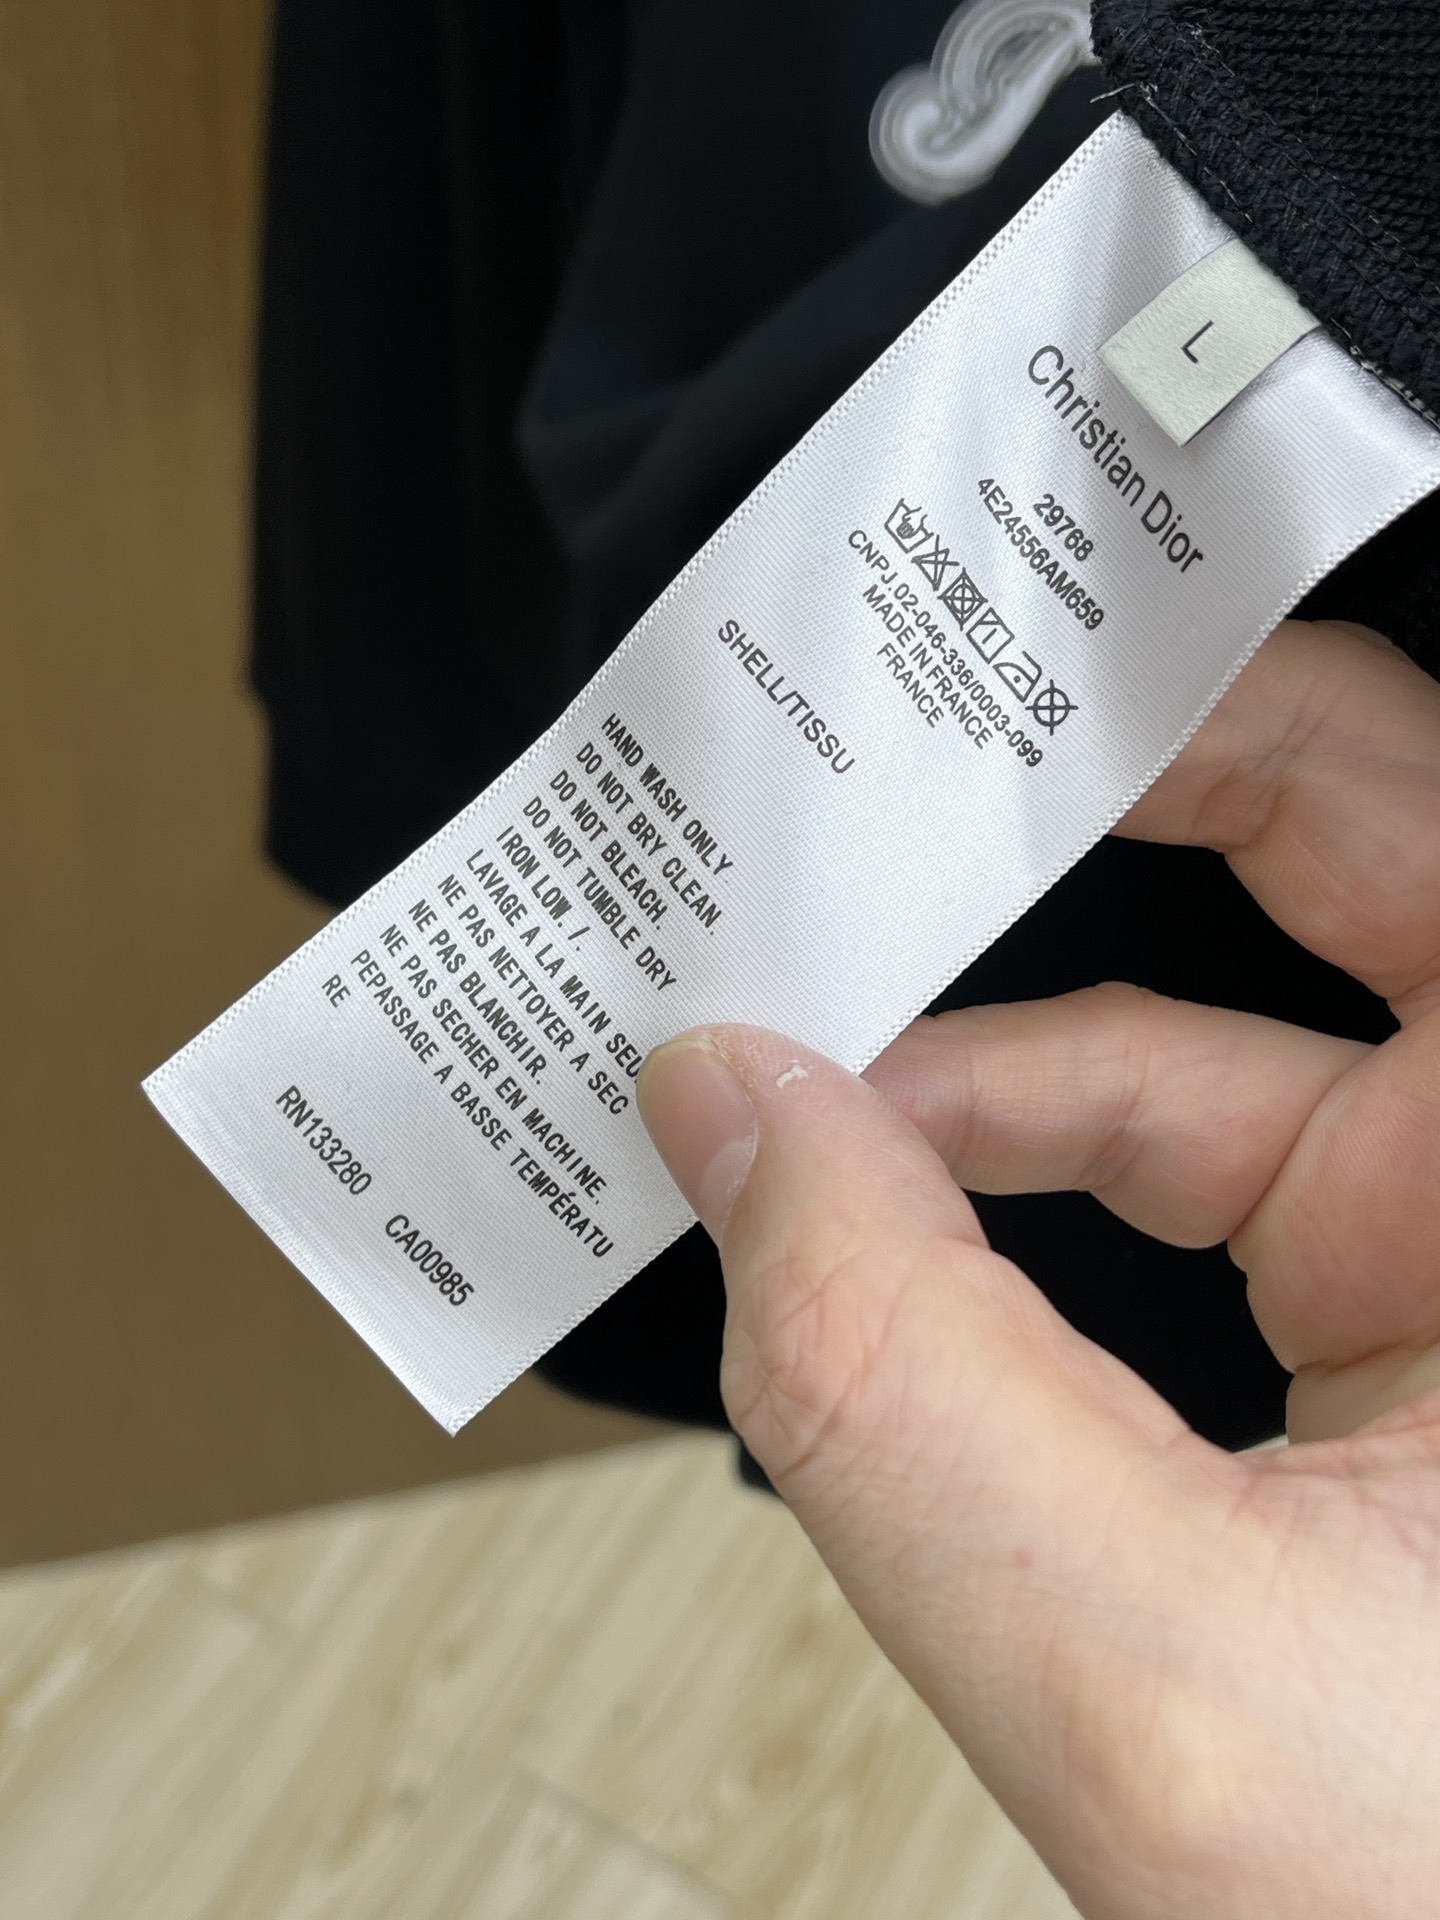 L
Christian Dior
29768
4E24556AM659
CNPJ.02-046-336/0003-099
MADE IN FRANCE
FRANCE
SHELL/TISSU
HAND WASH ONLY.
DO NOT BRY CLEAN.
DO NOT BLEACH.
DO NOT TUMBLE DRY
IRON LOW /.
LAVAGE A LA MAIN
NE PAS NETTOYER A SEC
NE PAS BLANCHIR.
NE PAS SECHER EN MACHINE.
PEPASSAGE A BASSE TEMPÉRATU
RE
RN133280 CA00985